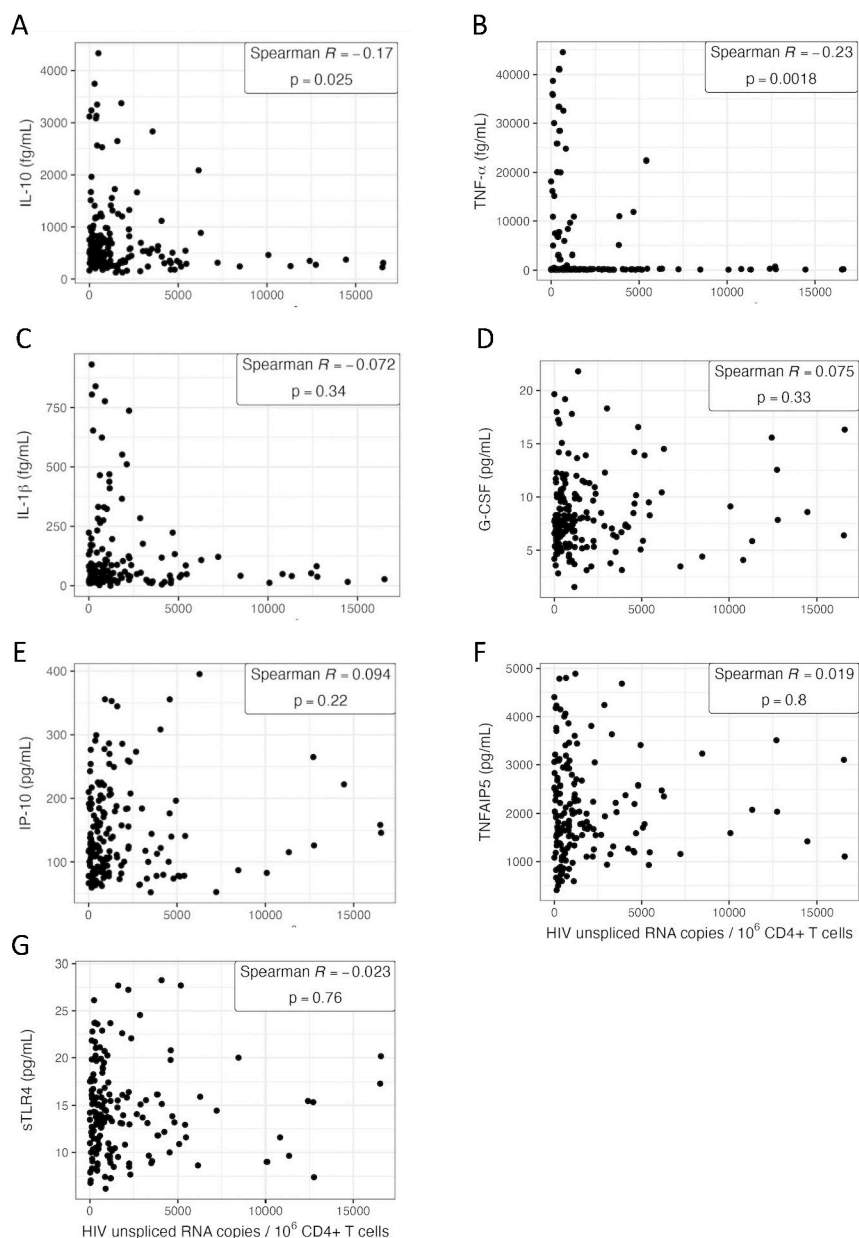 A
Spearman R = −0.17
p = 0.025
IL-10 (fg/mL)
4000
3000
2000
1000
0
0 5000 10000 15000
B
Spearman R = −0.23
p = 0.0018
TNF-α (fg/mL)
40000
30000
20000
10000
0
0 5000 10000 15000
C
Spearman R = −0.072
p = 0.34
IL-1β (fg/mL)
750
500
250
0
0 5000 10000 15000
D
Spearman R = 0.075
p = 0.33
G-CSF (pg/mL)
20
15
10
5
0 5000 10000 15000
E
Spearman R = 0.094
p = 0.22
IP-10 (pg/mL)
400
300
200
100
0 5000 10000 15000
F
Spearman R = 0.019
p = 0.8
TNFAIP5 (pg/mL)
5000
4000
3000
2000
1000
0 5000 10000 15000
HIV unspliced RNA copies / 10⁶ CD4+ T cells
G
Spearman R = −0.023
p = 0.76
sTLR4 (pg/mL)
30
25
20
15
10
0 5000 10000 15000
HIV unspliced RNA copies / 10⁶ CD4+ T cells